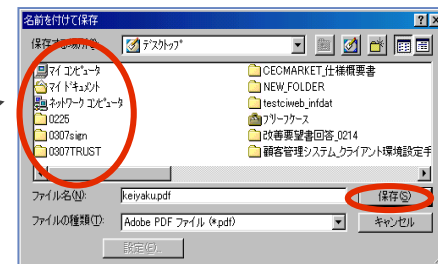 名前を付けて保存
保存する場所(I):
デスクトップ
マイ コンピュータ
マイ ドキュメント
ネットワーク コンピュータ
0225
0307sign
0307TRUST
CECMARKET_仕様概要書
NEW_FOLDER
testciweb_infdat
ブリーフケース
改善要望書回答_0214
顧客管理システム_クライアント環境設定手
ファイル名(N):
keiyaku.pdf
保存(S)
ファイルの種類(T):
Adobe PDF ファイル (*.pdf)
キャンセル
設定(E)...